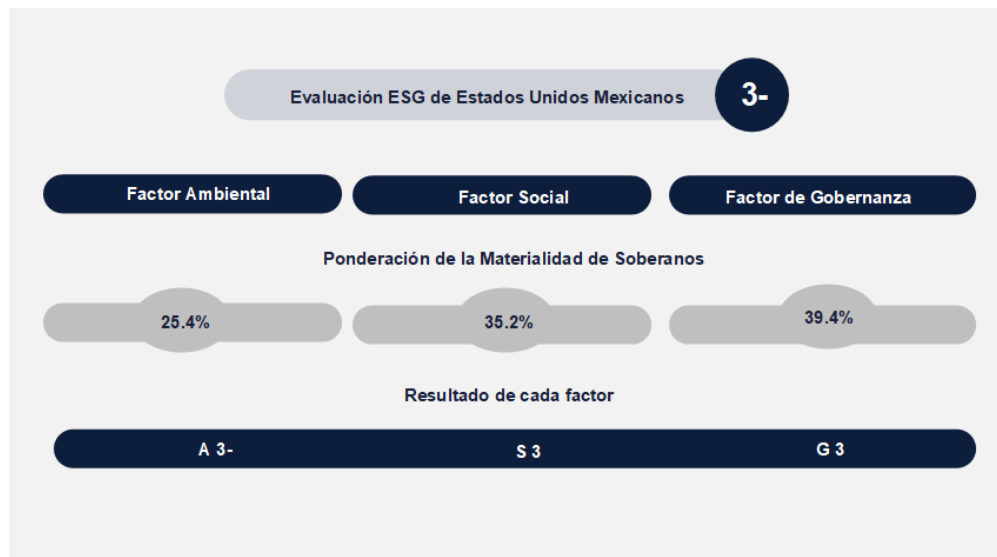 Evaluación ESG de Estados Unidos Mexicanos
3-
Factor Ambiental
Factor Social
Factor de Gobernanza
Ponderación de la Materialidad de Soberanos
25.4%
35.2%
39.4%
Resultado de cada factor
A 3-
S 3
G 3